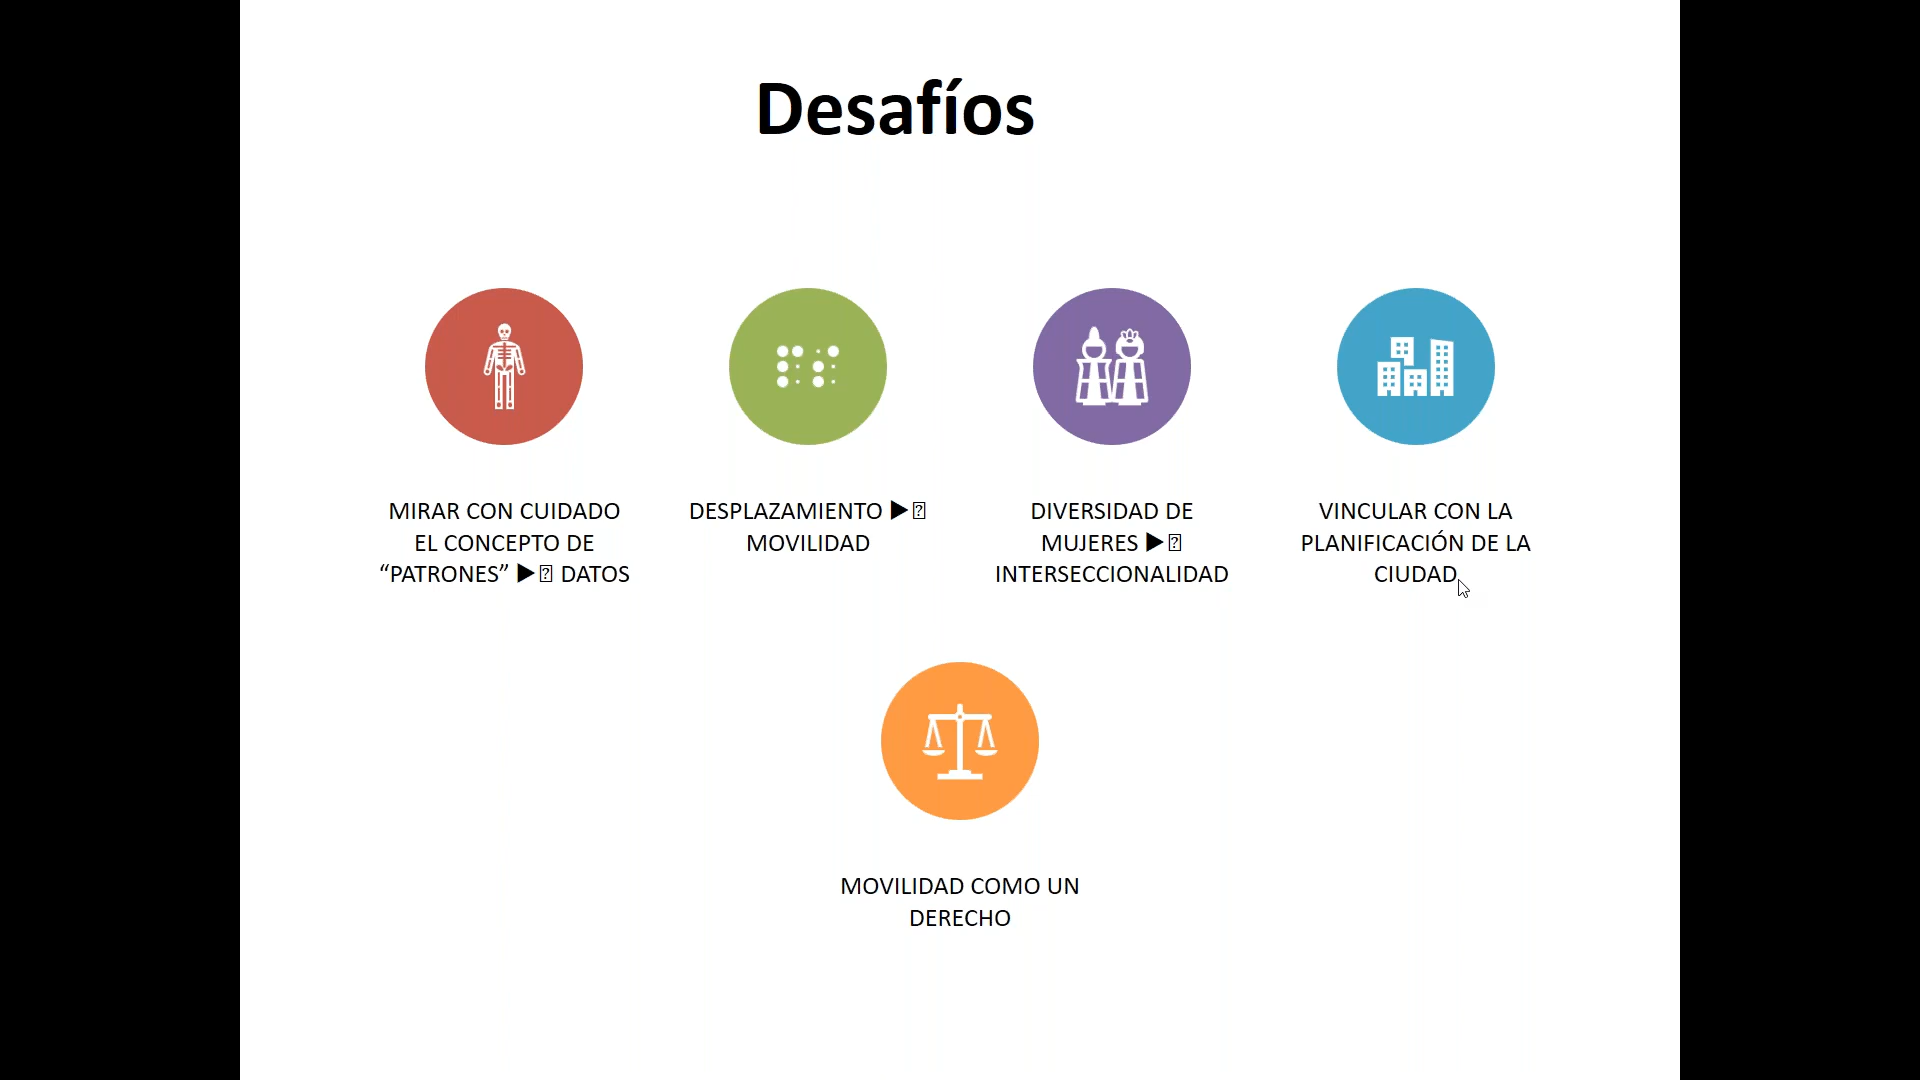 Desafíos
MIRAR CON CUIDADO
EL CONCEPTO DE
“PATRONES” ▶⍰ DATOS
DESPLAZAMIENTO ▶⍰
MOVILIDAD
DIVERSIDAD DE
MUJERES ▶⍰
INTERSECCIONALIDAD
VINCULAR CON LA
PLANIFICACIÓN DE LA
CIUDAD
MOVILIDAD COMO UN
DERECHO